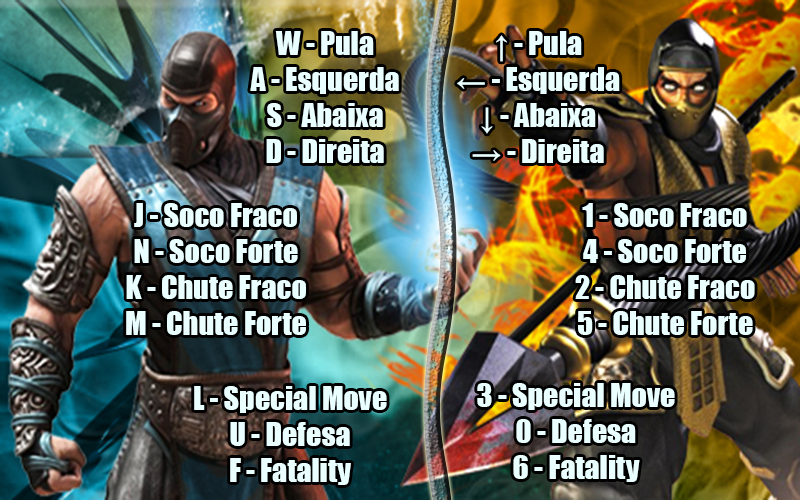 W - Pula
A - Esquerda
S - Abaixa
D - Direita
J - Soco Fraco
N - Soco Forte
K - Chute Fraco
M - Chute Forte
L - Special Move
U - Defesa
F - Fatality
↑ - Pula
← - Esquerda
↓ - Abaixa
→ - Direita
1 - Soco Fraco
4 - Soco Forte
2 - Chute Fraco
5 - Chute Forte
3 - Special Move
0 - Defesa
6 - Fatality